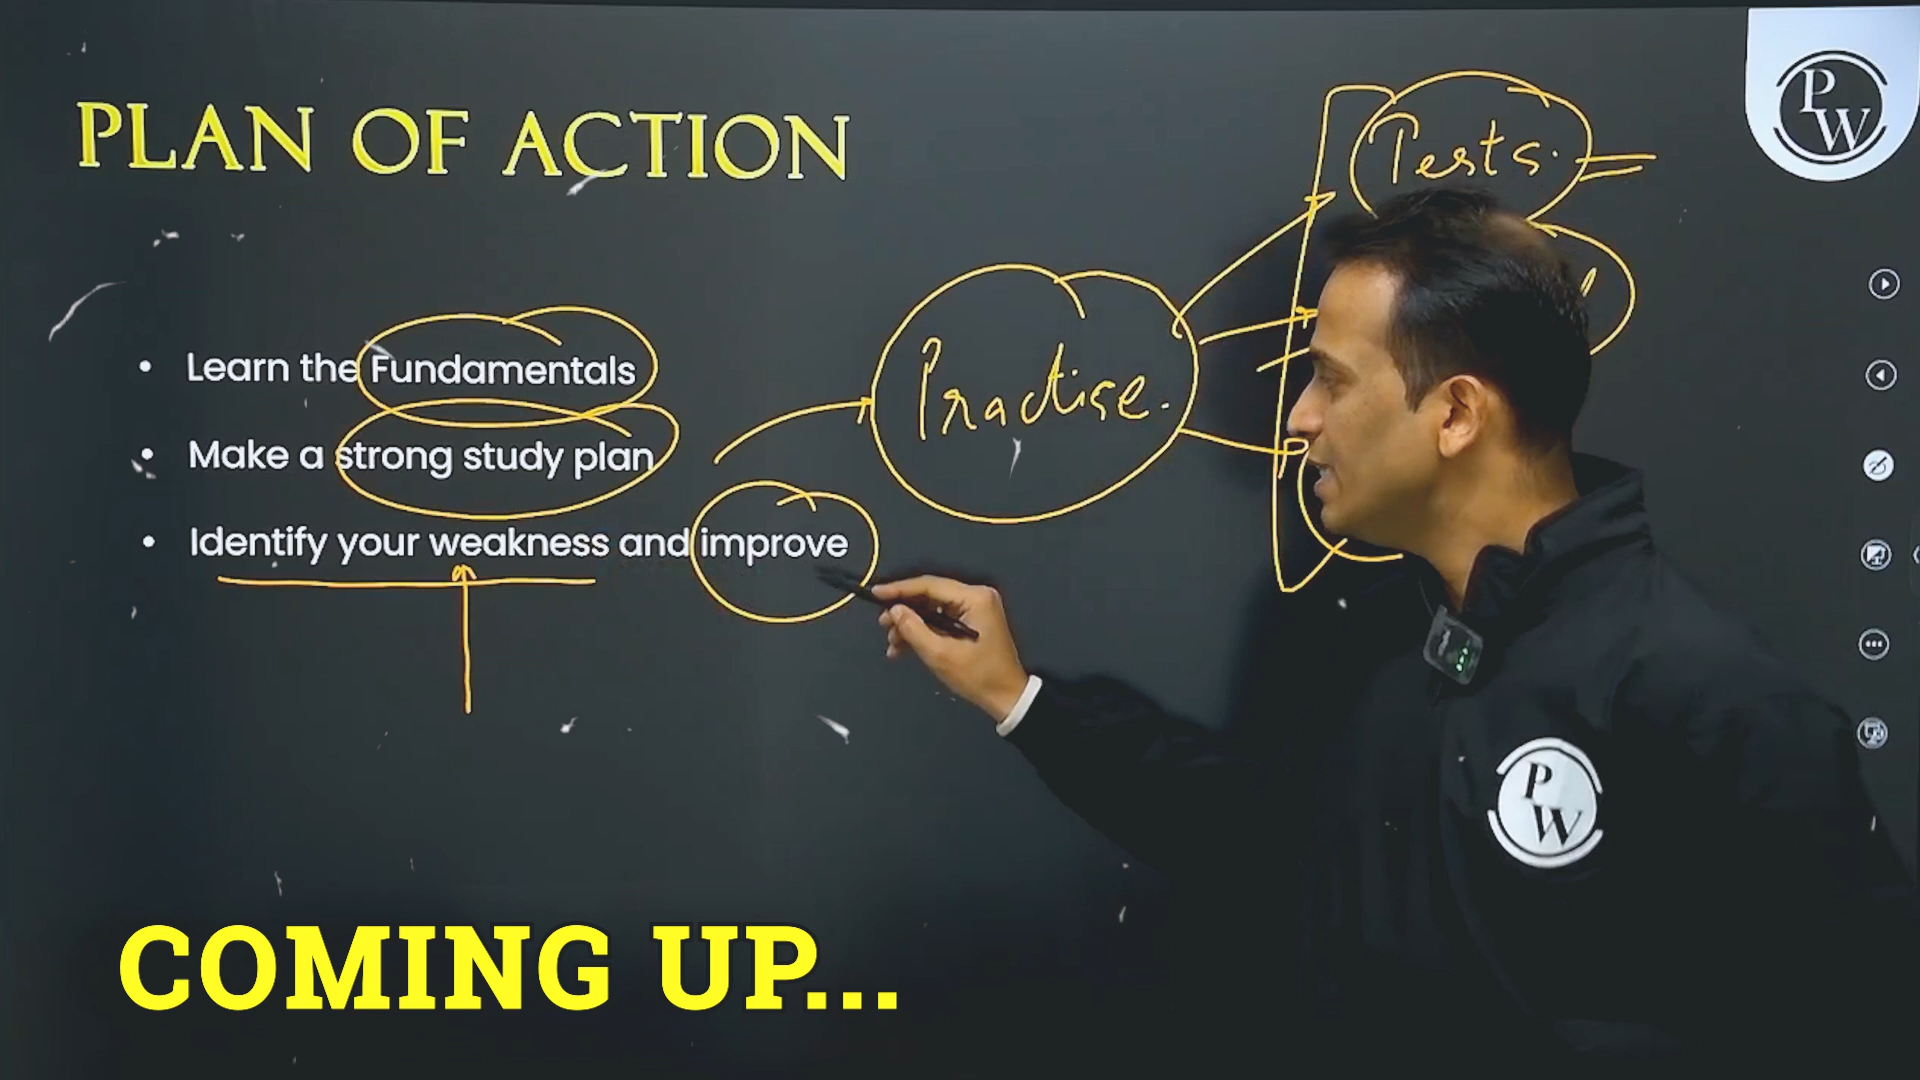 PLAN OF ACTION
PW
Tests.
• Learn the Fundamentals
Practise.
• Make a strong study plan
• Identify your weakness and improve
PW
COMING UP...